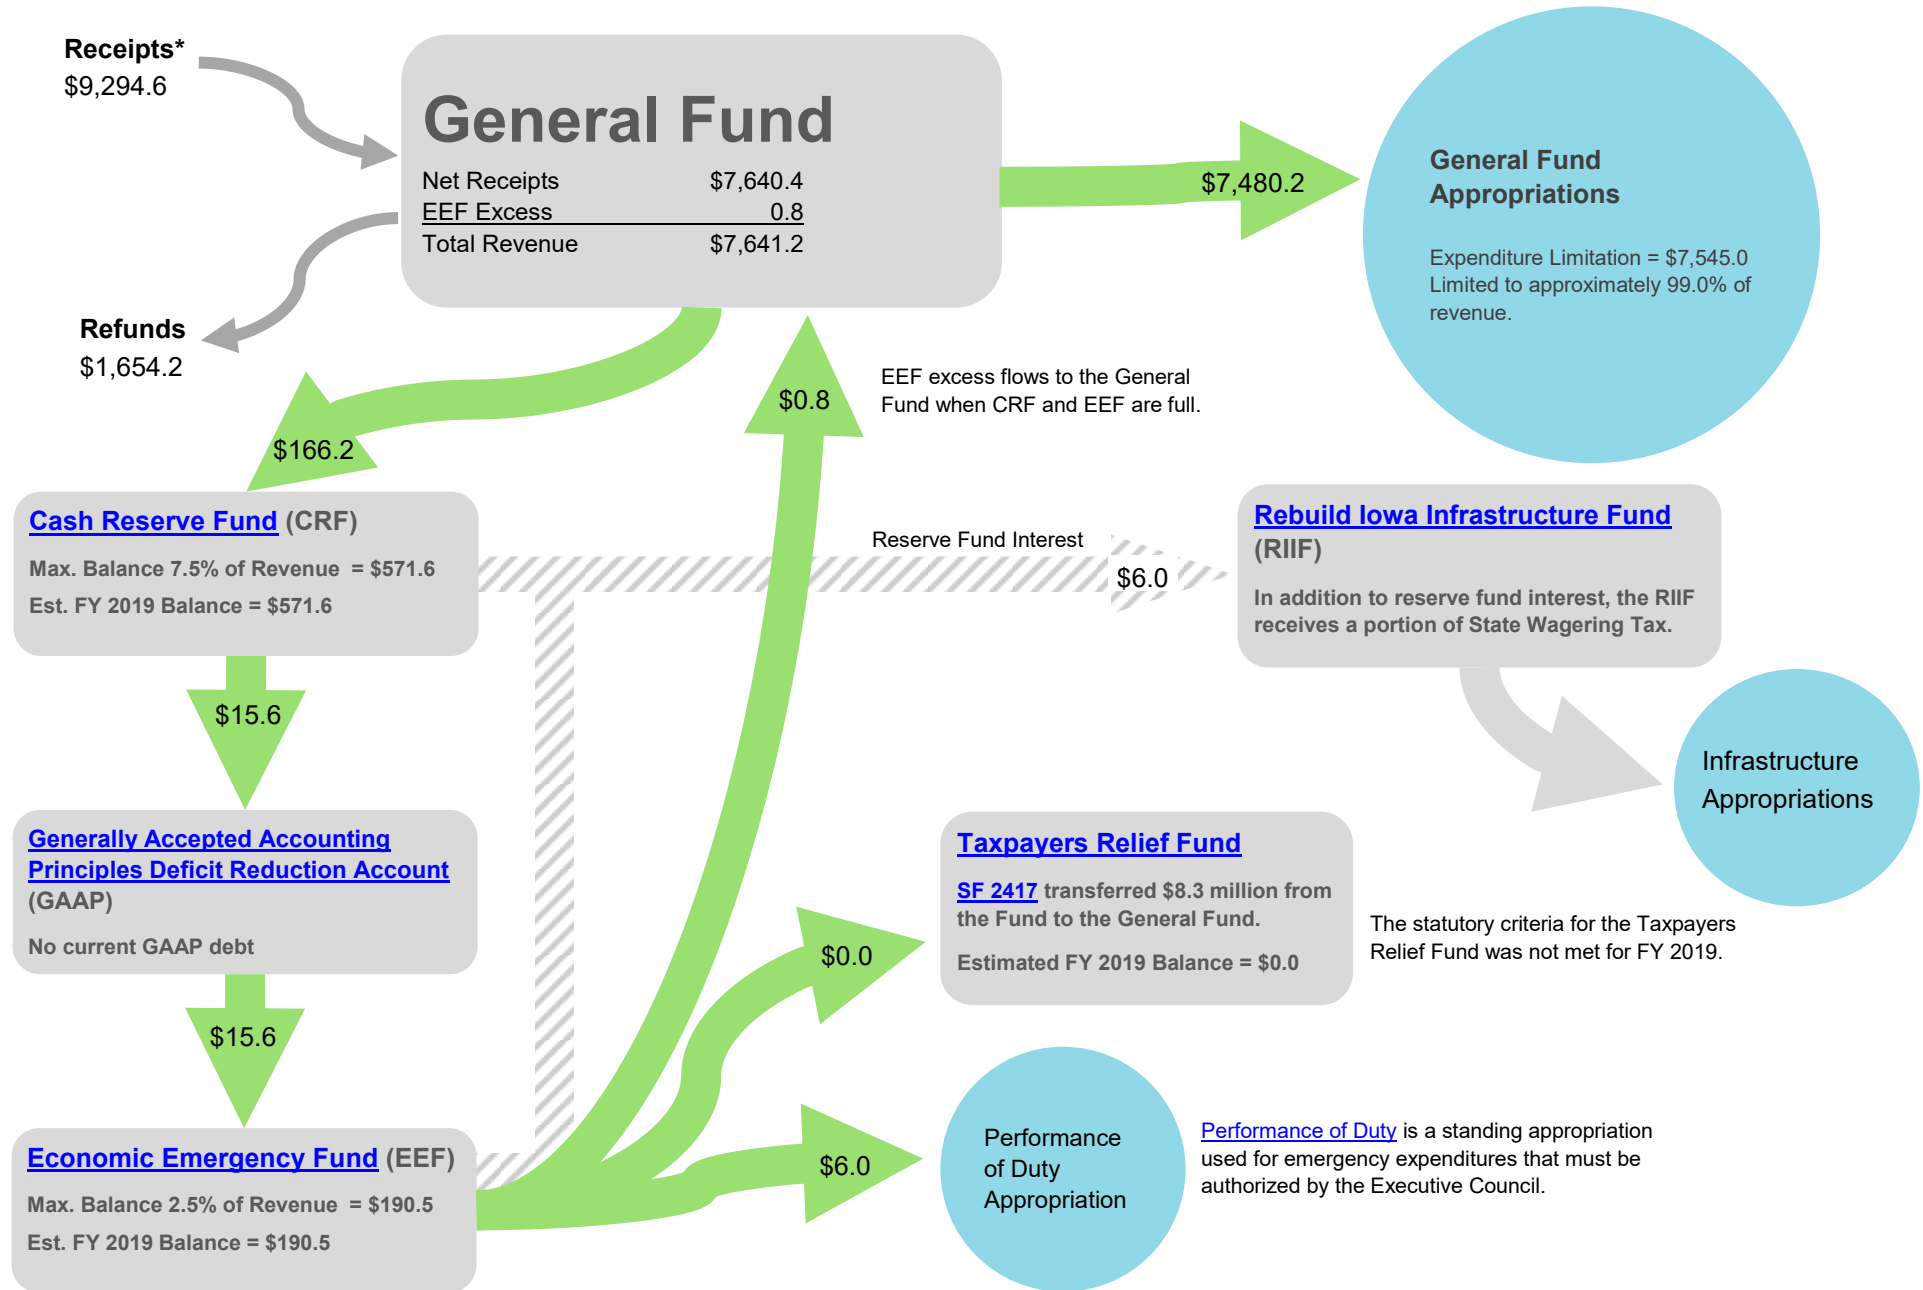 Receipts*
$9,294.6
General Fund
Net Receipts $7,640.4
EEF Excess 0.8
Total Revenue $7,641.2
Refunds
$1,654.2
$7,480.2
General Fund
Appropriations
Expenditure Limitation = $7,545.0
Limited to approximately 99.0% of
revenue.
$166.2
$0.8
EEF excess flows to the General
Fund when CRF and EEF are full.
Cash Reserve Fund (CRF)
Max. Balance 7.5% of Revenue = $571.6
Est. FY 2019 Balance = $571.6
Reserve Fund Interest
$6.0
Rebuild Iowa Infrastructure Fund
(RIIF)
In addition to reserve fund interest, the RIIF
receives a portion of State Wagering Tax.
$15.6
Infrastructure
Appropriations
Generally Accepted Accounting
Principles Deficit Reduction Account
(GAAP)
No current GAAP debt
Taxpayers Relief Fund
SF 2417 transferred $8.3 million from
the Fund to the General Fund.
Estimated FY 2019 Balance = $0.0
$0.0
The statutory criteria for the Taxpayers
Relief Fund was not met for FY 2019.
$15.6
Economic Emergency Fund (EEF)
Max. Balance 2.5% of Revenue = $190.5
Est. FY 2019 Balance = $190.5
$6.0
Performance
of Duty
Appropriation
Performance of Duty is a standing appropriation
used for emergency expenditures that must be
authorized by the Executive Council.